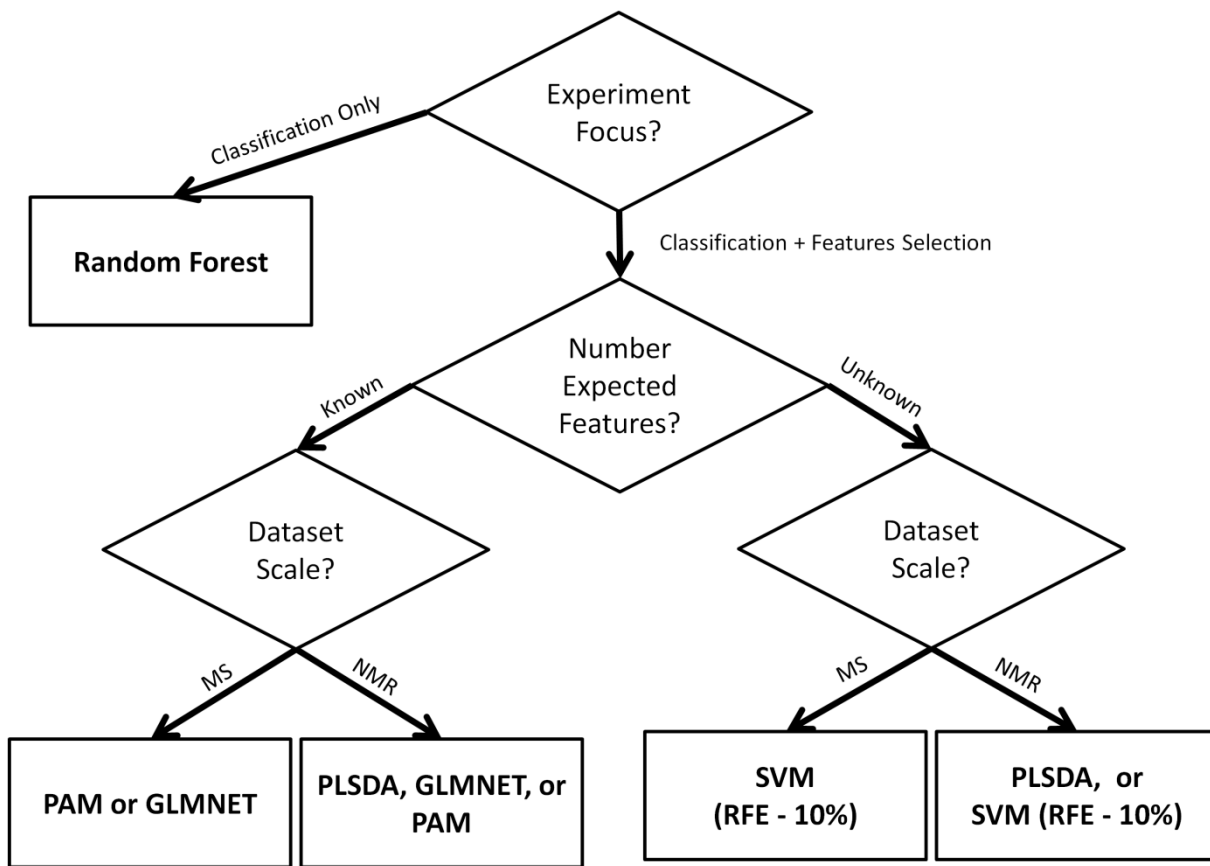 Experiment
Focus?
Classification Only
Random Forest
Classification + Features Selection
Number
Expected
Features?
Known
Unknown
Dataset
Scale?
Dataset
Scale?
MS
NMR
MS
NMR
PAM or GLMNET
PLSDA, GLMNET, or
PAM
SVM
(RFE - 10%)
PLSDA, or
SVM (RFE - 10%)